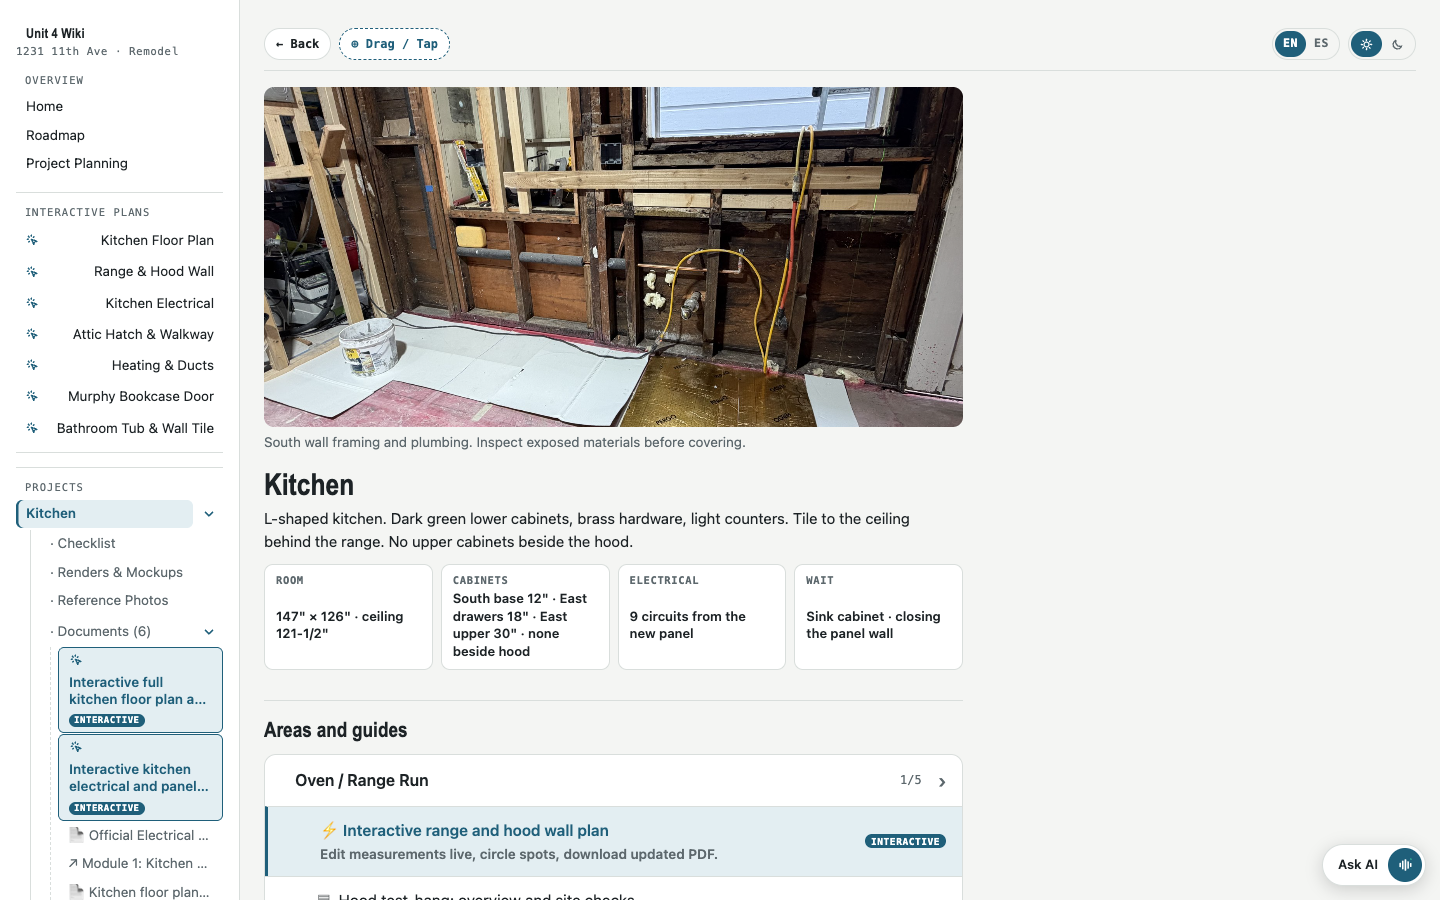 Unit 4 Wiki
1231 11th Ave · Remodel
OVERVIEW
Home
Roadmap
Project Planning
INTERACTIVE PLANS
Kitchen Floor Plan
Range & Hood Wall
Kitchen Electrical
Attic Hatch & Walkway
Heating & Ducts
Murphy Bookcase Door
Bathroom Tub & Wall Tile
PROJECTS
Kitchen
· Checklist
· Renders & Mockups
· Reference Photos
· Documents (6)
Interactive full
kitchen floor plan a...
INTERACTIVE
Interactive kitchen
electrical and panel...
INTERACTIVE
Official Electrical ...
↗ Module 1: Kitchen ...
Kitchen floor plan...
← Back
⊕ Drag / Tap
EN ES
South wall framing and plumbing. Inspect exposed materials before covering.
Kitchen
L-shaped kitchen. Dark green lower cabinets, brass hardware, light counters. Tile to the ceiling
behind the range. No upper cabinets beside the hood.
ROOM
147" × 126" · ceiling
121-1/2"
CABINETS
South base 12" · East
drawers 18" · East
upper 30" · none
beside hood
ELECTRICAL
9 circuits from the
new panel
WAIT
Sink cabinet · closing
the panel wall
Areas and guides
Oven / Range Run
1/5 ›
⚡ Interactive range and hood wall plan
Edit measurements live, circle spots, download updated PDF.
INTERACTIVE
Hood test-hang: overview and site checks
Ask AI